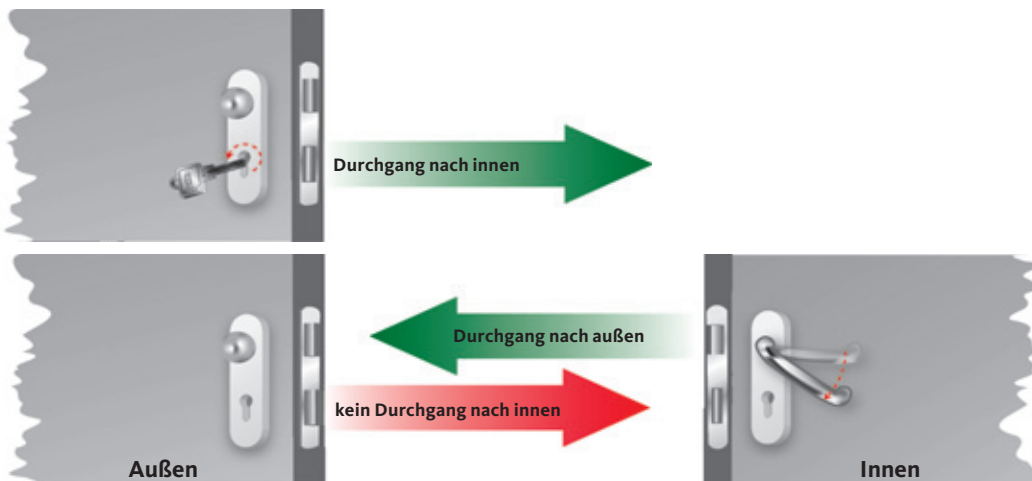 Durchgang nach innen
Durchgang nach außen
kein Durchgang nach innen
Außen
Innen